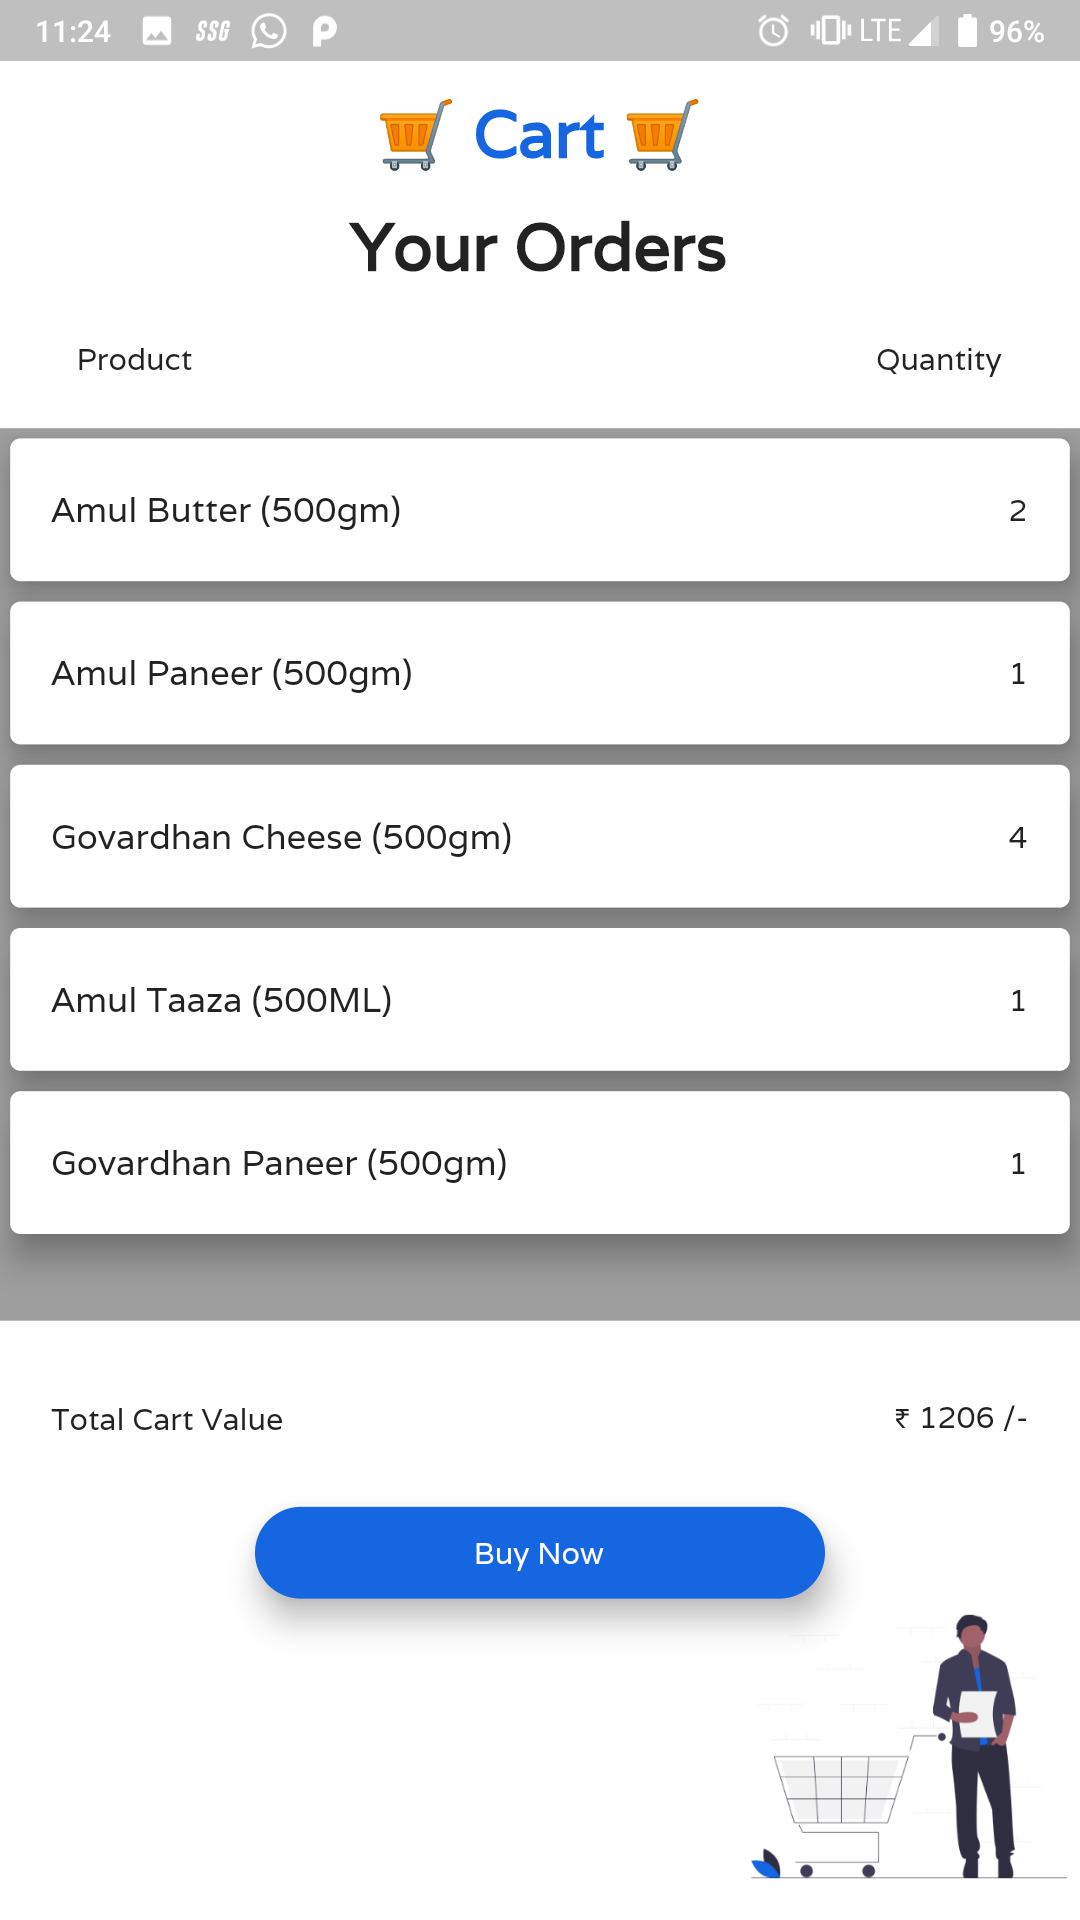 11:24 SSG LTE 96%
🛒 Cart 🛒
Your Orders
Product Quantity
Amul Butter (500gm) 2
Amul Paneer (500gm) 1
Govardhan Cheese (500gm) 4
Amul Taaza (500ML) 1
Govardhan Paneer (500gm) 1
Total Cart Value ₹ 1206 /-
Buy Now